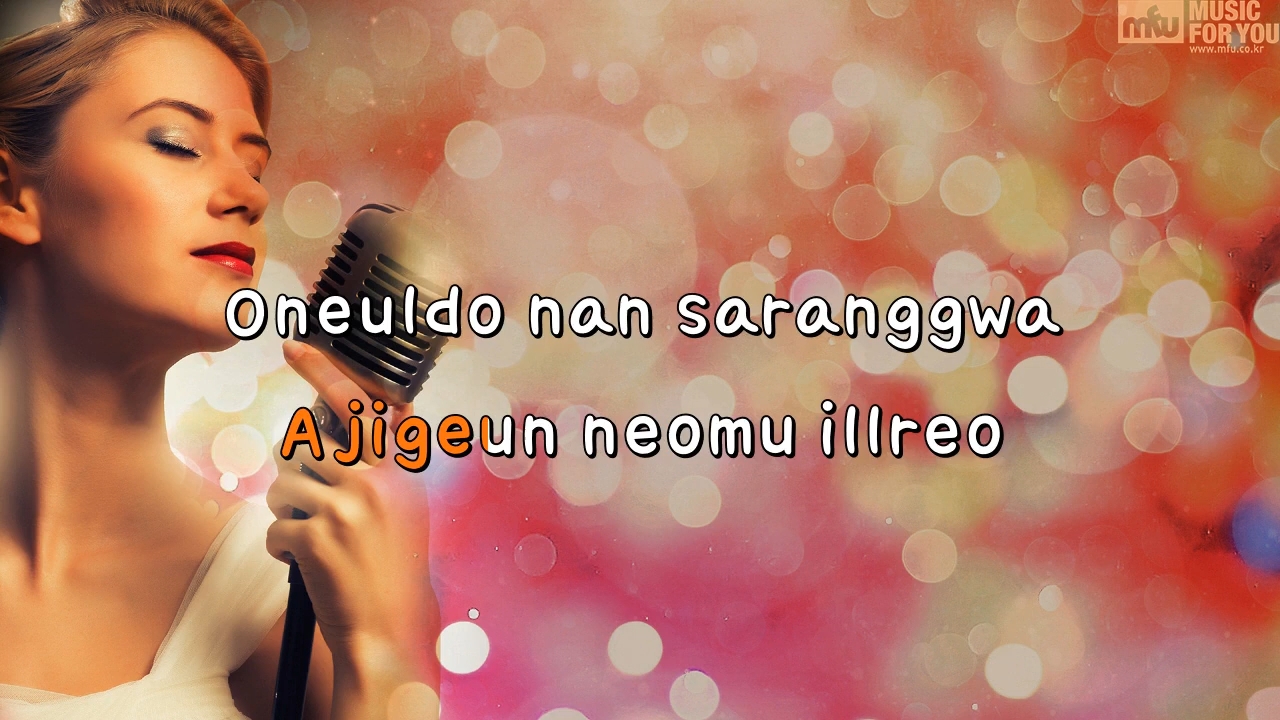 mfu MUSIC
FOR YOU
www.mfu.co.kr
Oneuldo nan saranggwa
Ajigeun neomu illreo